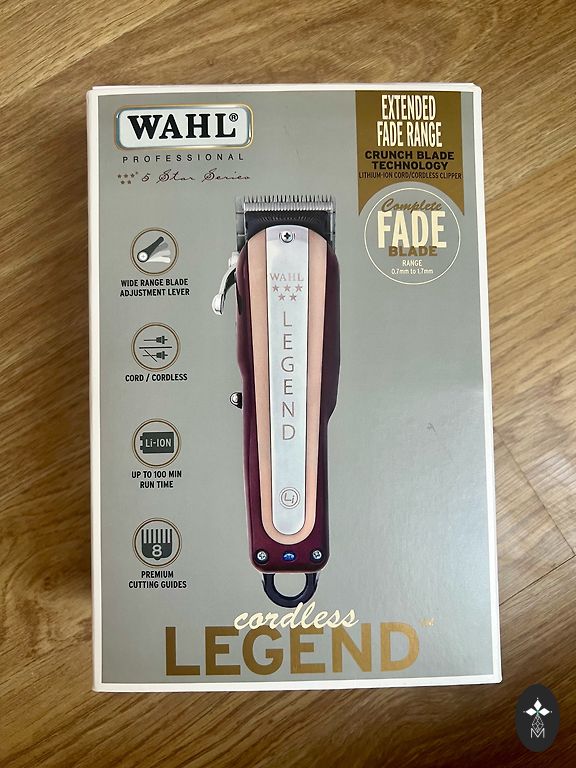 WAHL®
PROFESSIONAL
5 Star Series
EXTENDED
FADE RANGE
CRUNCH BLADE
TECHNOLOGY
LITHIUM-ION CORD/CORDLESS CLIPPER
Complete
FADE
BLADE
RANGE
0.7mm to 1.7mm
WIDE RANGE BLADE
ADJUSTMENT LEVER
CORD / CORDLESS
Li-ION
UP TO 100 MIN
RUN TIME
8
PREMIUM
CUTTING GUIDES
WAHL
LEGEND
Li
cordless
LEGEND
M